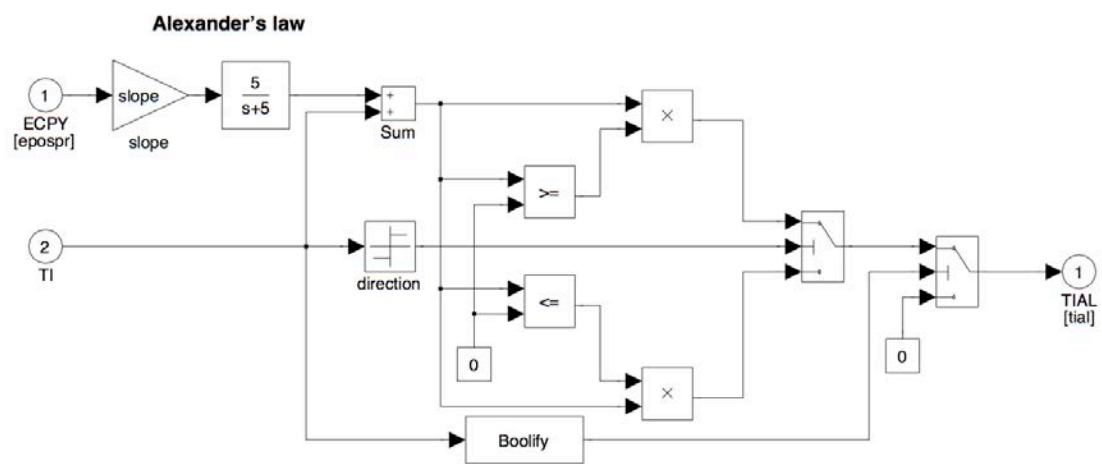 Alexander's law
1
ECPY
[epospr]
slope
slope
5
s+5
+
+
Sum
×
>=
2
TI
direction
<=
0
×
Boolify
0
1
TIAL
[tial]